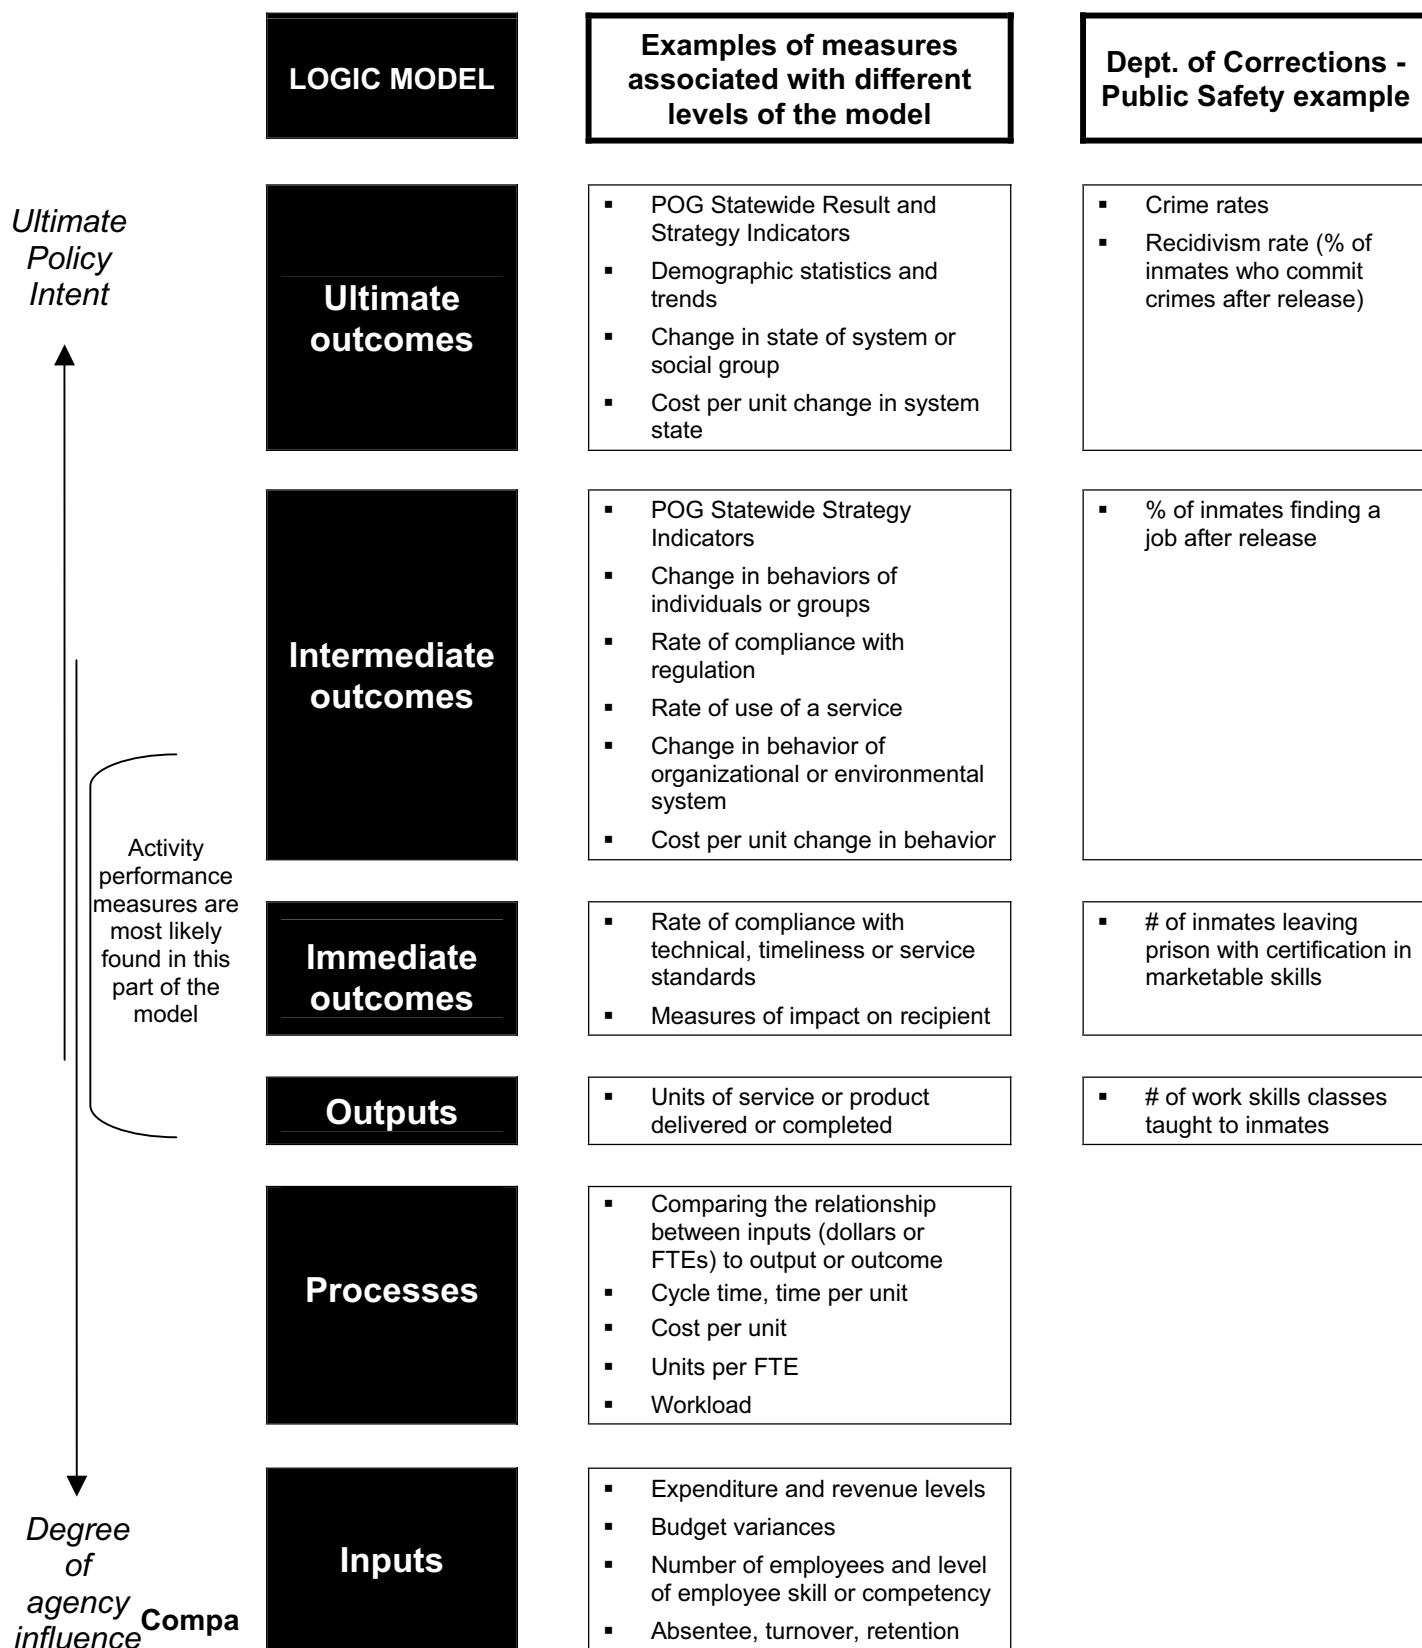 LOGIC MODEL
Examples of measures
associated with different
levels of the model
Dept. of Corrections -
Public Safety example
Ultimate
Policy
Intent
Ultimate
outcomes
▪ POG Statewide Result and
Strategy Indicators
▪ Demographic statistics and
trends
▪ Change in state of system or
social group
▪ Cost per unit change in system
state
▪ Crime rates
▪ Recidivism rate (% of
inmates who commit
crimes after release)
Intermediate
outcomes
▪ POG Statewide Strategy
Indicators
▪ Change in behaviors of
individuals or groups
▪ Rate of compliance with
regulation
▪ Rate of use of a service
▪ Change in behavior of
organizational or environmental
system
▪ Cost per unit change in behavior
▪ % of inmates finding a
job after release
Activity
performance
measures are
most likely
found in this
part of the
model
Immediate
outcomes
▪ Rate of compliance with
technical, timeliness or service
standards
▪ Measures of impact on recipient
▪ # of inmates leaving
prison with certification in
marketable skills
Outputs
▪ Units of service or product
delivered or completed
▪ # of work skills classes
taught to inmates
Processes
▪ Comparing the relationship
between inputs (dollars or
FTEs) to output or outcome
▪ Cycle time, time per unit
▪ Cost per unit
▪ Units per FTE
▪ Workload
Inputs
▪ Expenditure and revenue levels
▪ Budget variances
▪ Number of employees and level
of employee skill or competency
▪ Absentee, turnover, retention
Degree
of
agency
influence
Compa